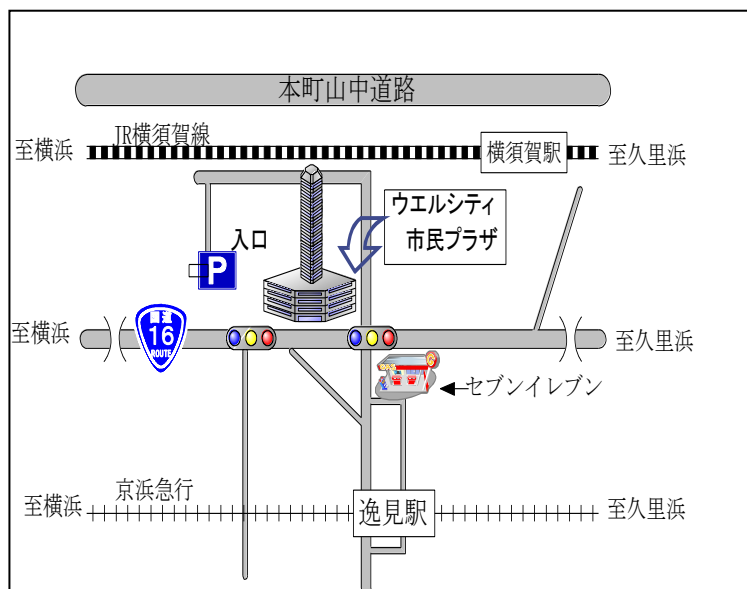 本町山中道路
JR横須賀線
至横浜
横須賀駅
至久里浜
ウエルシティ
市民プラザ
入口
P
至横浜
国道
16
ROUTE
至久里浜
セブンイレブン
京浜急行
至横浜
逸見駅
至久里浜